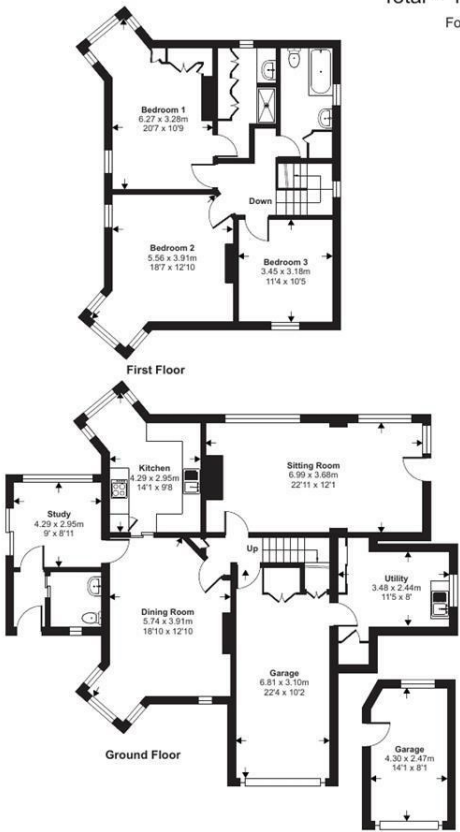 Bedroom 1
6.27 x 3.28m
20'7 x 10'9
Down
Bedroom 2
5.56 x 3.91m
18'7 x 12'10
Bedroom 3
3.45 x 3.18m
11'4 x 10'5
First Floor
Kitchen
4.29 x 2.95m
14'1 x 9'8
Sitting Room
6.99 x 3.68m
22'11 x 12'1
Study
4.29 x 2.95m
9' x 8'11
Up
Utility
3.48 x 2.44m
11'5 x 8'
Dining Room
5.74 x 3.91m
18'10 x 12'10
Garage
6.81 x 3.10m
22'4 x 10'2
Garage
4.30 x 2.47m
14'1 x 8'1
Ground Floor